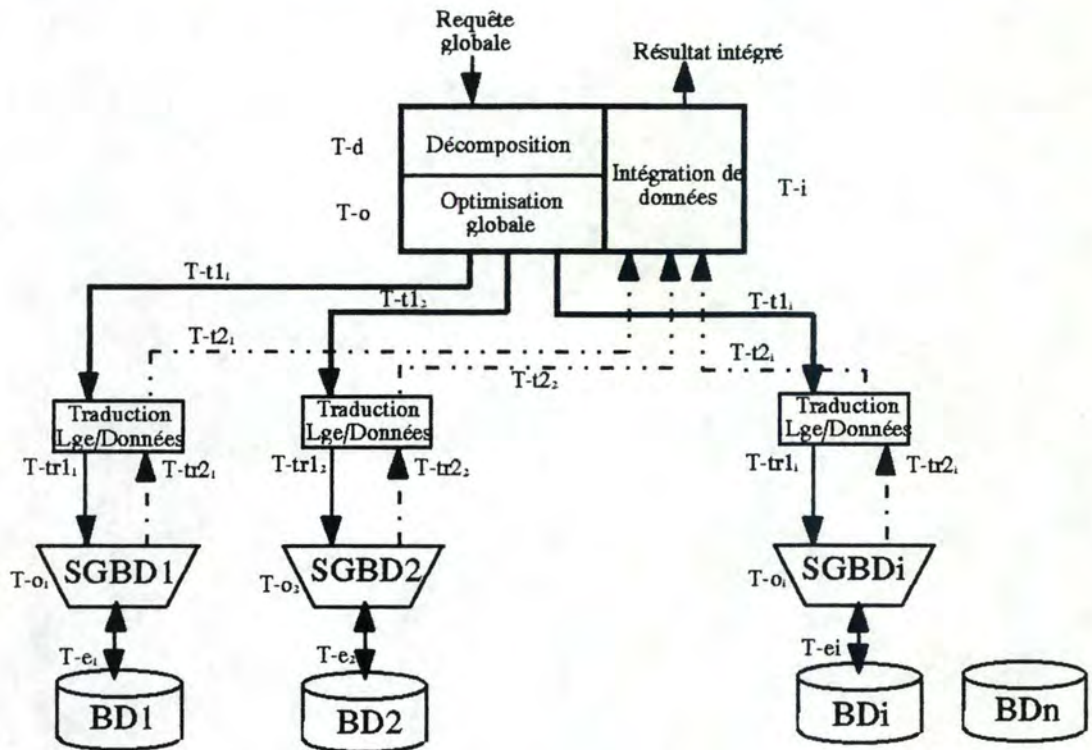 Requête
globale
Résultat intégré
T-d
Décomposition
T-o
Optimisation
globale
Intégration de
données
T-i
T-t1₁
T-t1₂
T-t1ᵢ
T-t2₁
T-t2₂
T-t2ᵢ
Traduction
Lge/Données
Traduction
Lge/Données
Traduction
Lge/Données
T-tr1₁
T-tr2₁
T-tr1₂
T-tr2₂
T-tr1ᵢ
T-tr2ᵢ
T-o₁
SGBD1
T-o₂
SGBD2
T-oᵢ
SGBDi
T-e₁
T-e₂
T-ei
BD1
BD2
BDi
BDn